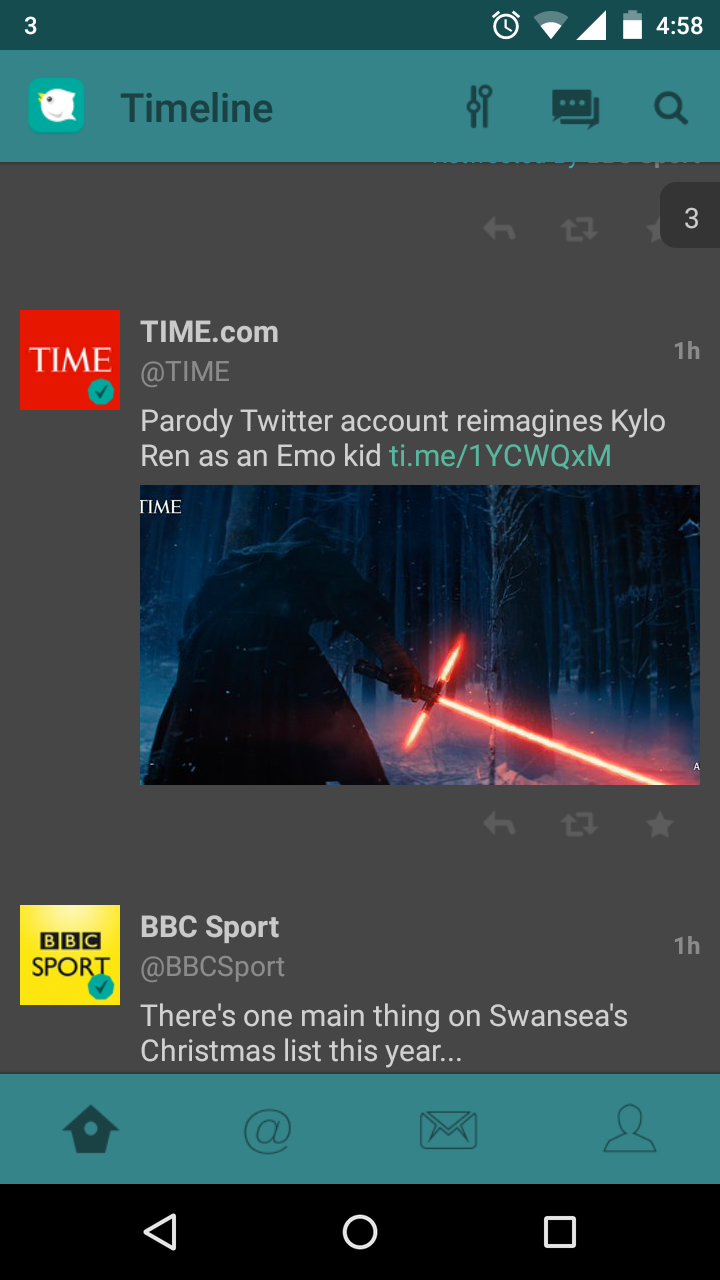 3
4:58
Timeline
3
TIME
TIME.com
@TIME
1h
Parody Twitter account reimagines Kylo
Ren as an Emo kid ti.me/1YCWQxM
TIME
A
BBC
SPORT
BBC Sport
@BBCSport
1h
There's one main thing on Swansea's
Christmas list this year...
@